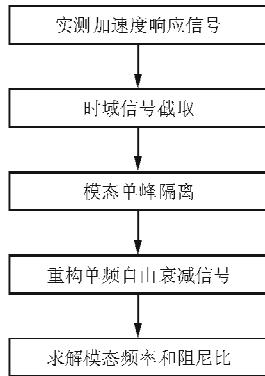 实测加速度响应信号
时域信号截取
模态单峰隔离
重构单频自由衰减信号
求解模态频率和阻尼比